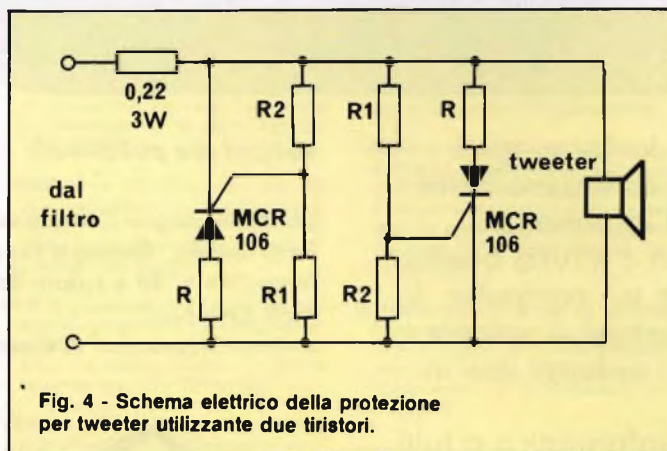 0,22
3W
R2
R1
R
tweeter
dal
filtro
MCR
106
MCR
106
R
R1
R2
Fig. 4 - Schema elettrico della protezione
per tweeter utilizzante due tiristori.